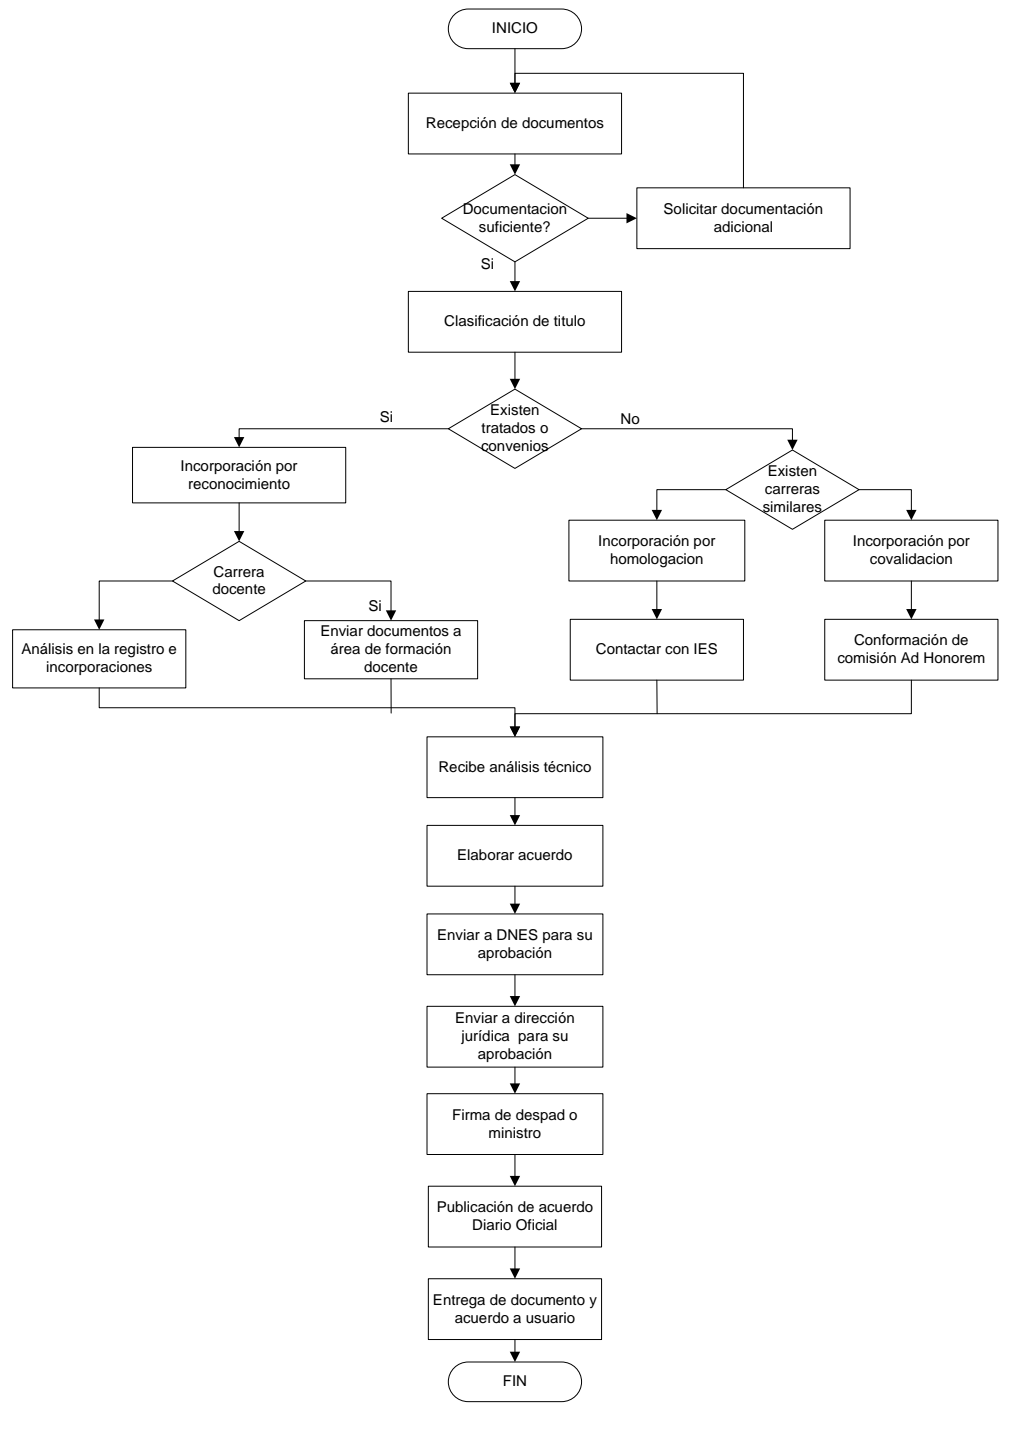 INICIO
Recepción de documentos
Documentacion
suficiente?
Solicitar documentación
adicional
Si
Clasificación de titulo
Existen
tratados o
convenios
Si
No
Incorporación por
reconocimiento
Existen
carreras
similares
Incorporación por
homologacion
Incorporación por
covalidacion
Carrera
docente
Si
Análisis en la registro e
incorporaciones
Enviar documentos a
área de formación
docente
Contactar con IES
Conformación de
comisión Ad Honorem
Recibe análisis técnico
Elaborar acuerdo
Enviar a DNES para su
aprobación
Enviar a dirección
jurídica  para su
aprobación
Firma de despad o
ministro
Publicación de acuerdo
Diario Oficial
Entrega de documento y
acuerdo a usuario
FIN